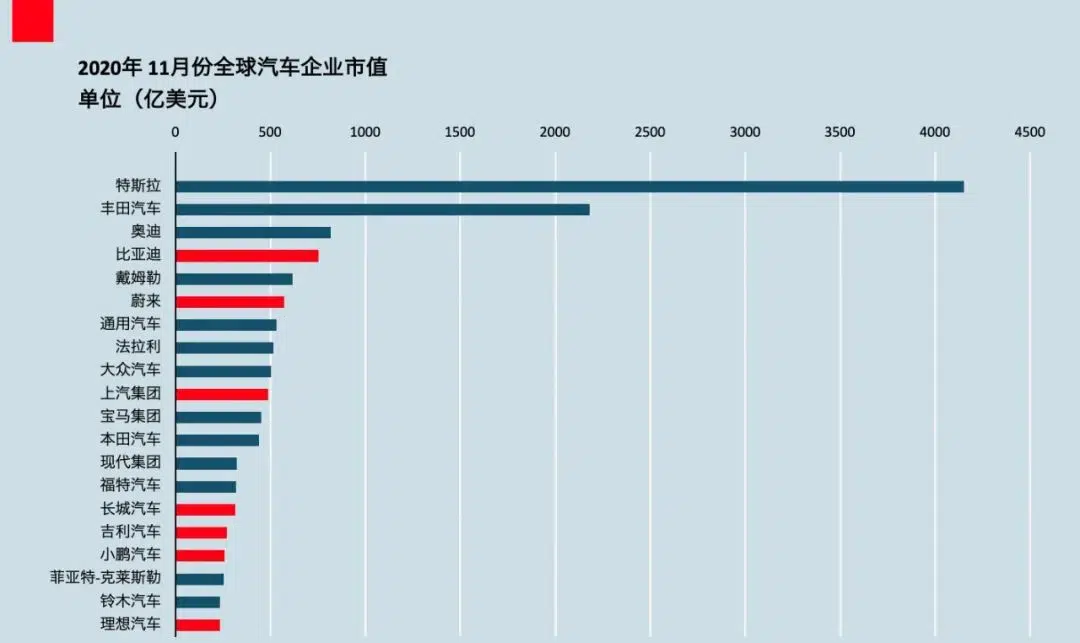 2020年 11月份全球汽车企业市值
单位（亿美元）
0 500 1000 1500 2000 2500 3000 3500 4000 4500
特斯拉
丰田汽车
奥迪
比亚迪
戴姆勒
蔚来
通用汽车
法拉利
大众汽车
上汽集团
宝马集团
本田汽车
现代集团
福特汽车
长城汽车
吉利汽车
小鹏汽车
菲亚特-克莱斯勒
铃木汽车
理想汽车